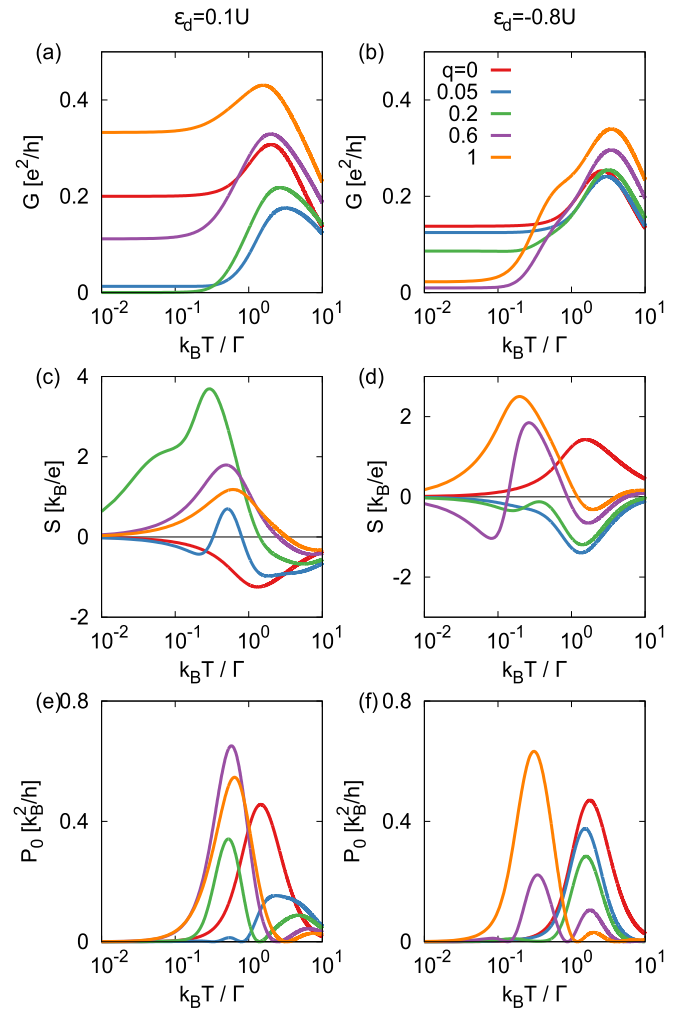 ε_d=0.1U
ε_d=-0.8U
(a)
G [e²/h]
0.4
0.2
0
10⁻² 10⁻¹ 10⁰ 10¹
k_BT / Γ
(b)
G [e²/h]
q=0
0.05
0.2
0.6
1
0.4
0.2
0
10⁻² 10⁻¹ 10⁰ 10¹
k_BT / Γ
(c)
S [k_B/e]
4
2
0
-2
10⁻² 10⁻¹ 10⁰ 10¹
k_BT / Γ
(d)
S [k_B/e]
2
0
-2
10⁻² 10⁻¹ 10⁰ 10¹
k_BT / Γ
(e)
P₀ [k_B²/h]
0.8
0.4
0
10⁻² 10⁻¹ 10⁰ 10¹
k_BT / Γ
(f)
P₀ [k_B²/h]
0.8
0.4
0
10⁻² 10⁻¹ 10⁰ 10¹
k_BT / Γ